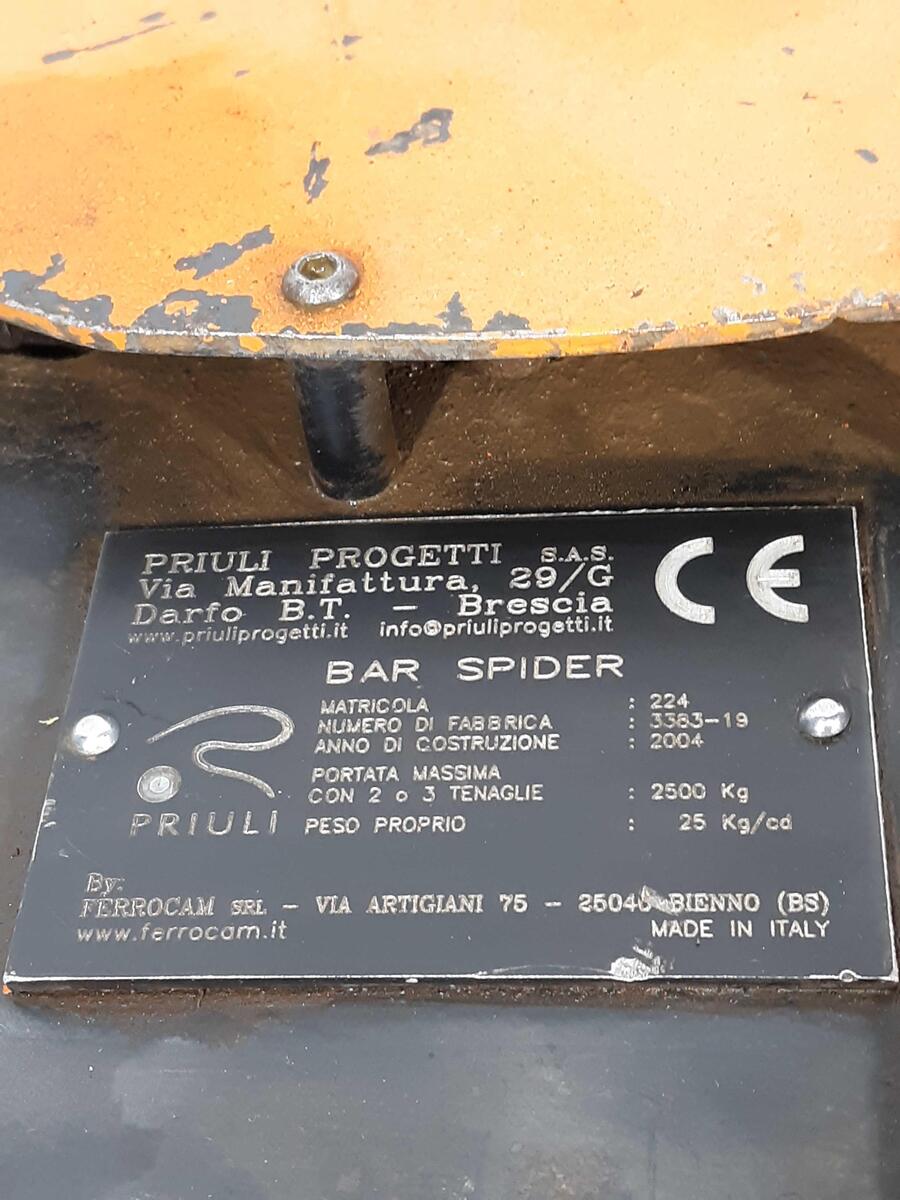 PRIULI PROGETTI S.A.S.
Via Manifattura, 29/G
Darfo B.T. – Brescia
www.priuliprogetti.it info@priuliprogetti.it
CE
BAR SPIDER
MATRICOLA : 224
NUMERO DI FABBRICA : 3383-19
ANNO DI COSTRUZIONE : 2004
PORTATA MASSIMA
CON 2 o 3 TENAGLIE : 2500 Kg
PRIULI
PESO PROPRIO : 25 Kg/cd
By:
FERROCAM SRL – VIA ARTIGIANI 75 – 25040 BIENNO (BS)
www.ferrocam.it
MADE IN ITALY